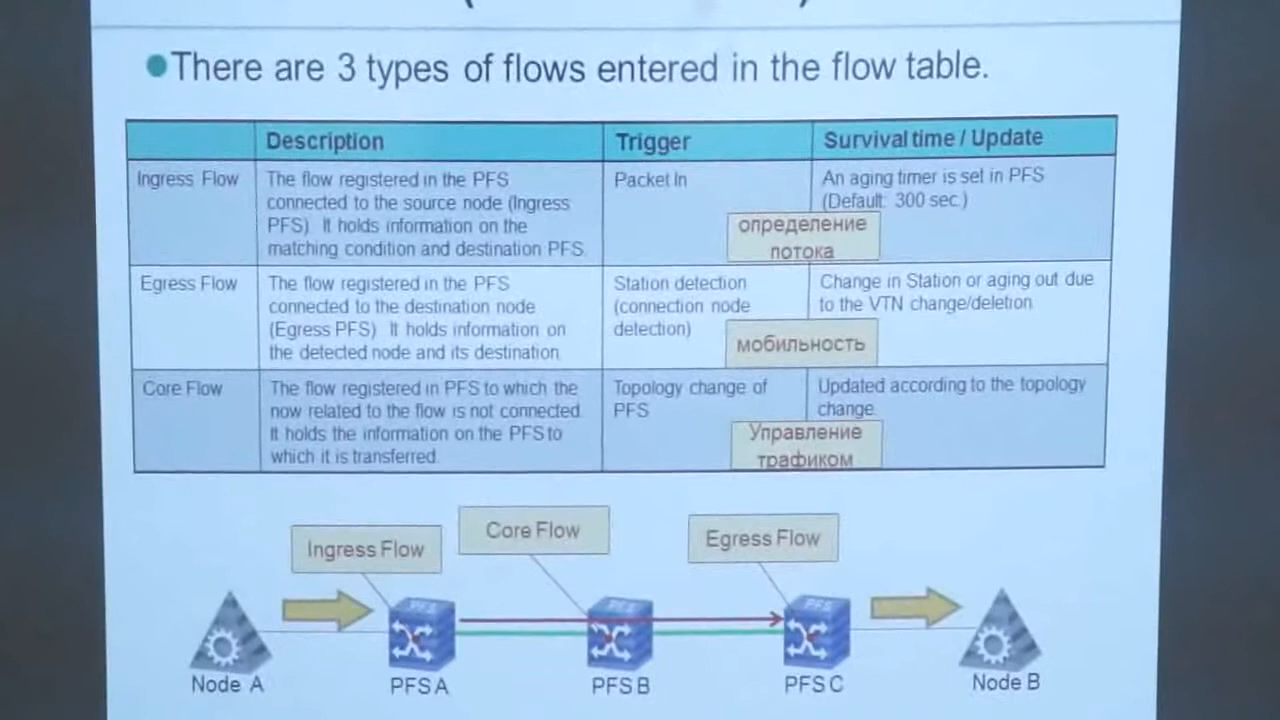 There are 3 types of flows entered in the flow table.
Description
Trigger
Survival time / Update
Ingress Flow
The flow registered in the PFS
connected to the source node (Ingress
PFS). It holds information on the
matching condition and destination PFS.
Packet In
An aging timer is set in PFS
(Default: 300 sec.)
определение
потока
Egress Flow
The flow registered in the PFS
connected to the destination node
(Egress PFS). It holds information on
the detected node and its destination.
Station detection
(connection node
detection)
Change in Station or aging out due
to the VTN change/deletion.
мобильность
Core Flow
The flow registered in PFS to which the
now related to the flow is not connected.
It holds the information on the PFS to
which it is transferred.
Topology change of
PFS
Updated according to the topology
change.
Управление
трафиком
Ingress Flow
Core Flow
Egress Flow
PFS
PFS
PFS
Node A
PFS A
PFS B
PFS C
Node B